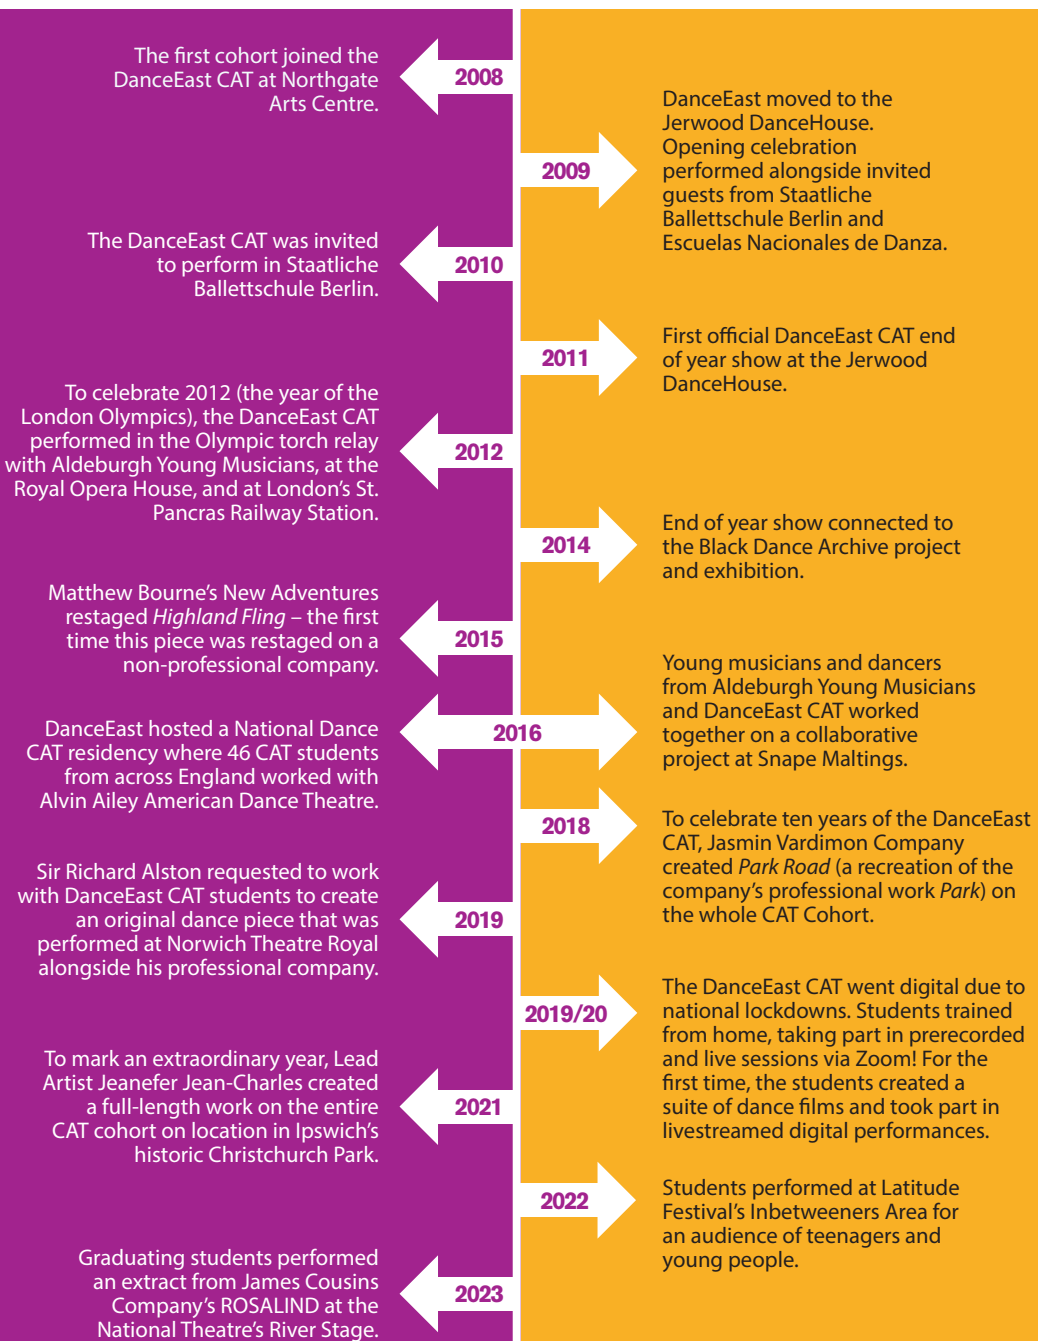 The first cohort joined the
DanceEast CAT at Northgate
Arts Centre.
2008
DanceEast moved to the
Jerwood DanceHouse.
Opening celebration
performed alongside invited
guests from Staatliche
Ballettschule Berlin and
Escuelas Nacionales de Danza.
2009
The DanceEast CAT was invited
to perform in Staatliche
Ballettschule Berlin.
2010
First official DanceEast CAT end
of year show at the Jerwood
DanceHouse.
2011
To celebrate 2012 (the year of the
London Olympics), the DanceEast CAT
performed in the Olympic torch relay
with Aldeburgh Young Musicians, at the
Royal Opera House, and at London’s St.
Pancras Railway Station.
2012
End of year show connected to
the Black Dance Archive project
and exhibition.
2014
Matthew Bourne’s New Adventures
restaged Highland Fling – the first
time this piece was restaged on a
non-professional company.
2015
DanceEast hosted a National Dance
CAT residency where 46 CAT students
from across England worked with
Alvin Ailey American Dance Theatre.
2016
Young musicians and dancers
from Aldeburgh Young Musicians
and DanceEast CAT worked
together on a collaborative
project at Snape Maltings.
2018
To celebrate ten years of the DanceEast
CAT, Jasmin Vardimon Company
created Park Road (a recreation of the
company’s professional work Park) on
the whole CAT Cohort.
Sir Richard Alston requested to work
with DanceEast CAT students to create
an original dance piece that was
performed at Norwich Theatre Royal
alongside his professional company.
2019
The DanceEast CAT went digital due to
national lockdowns. Students trained
from home, taking part in prerecorded
and live sessions via Zoom! For the
first time, the students created a
suite of dance films and took part in
livestreamed digital performances.
2019/20
To mark an extraordinary year, Lead
Artist Jeanefer Jean-Charles created
a full-length work on the entire
CAT cohort on location in Ipswich’s
historic Christchurch Park.
2021
Students performed at Latitude
Festival’s Inbetweeners Area for
an audience of teenagers and
young people.
2022
Graduating students performed
an extract from James Cousins
Company’s ROSALIND at the
National Theatre’s River Stage.
2023